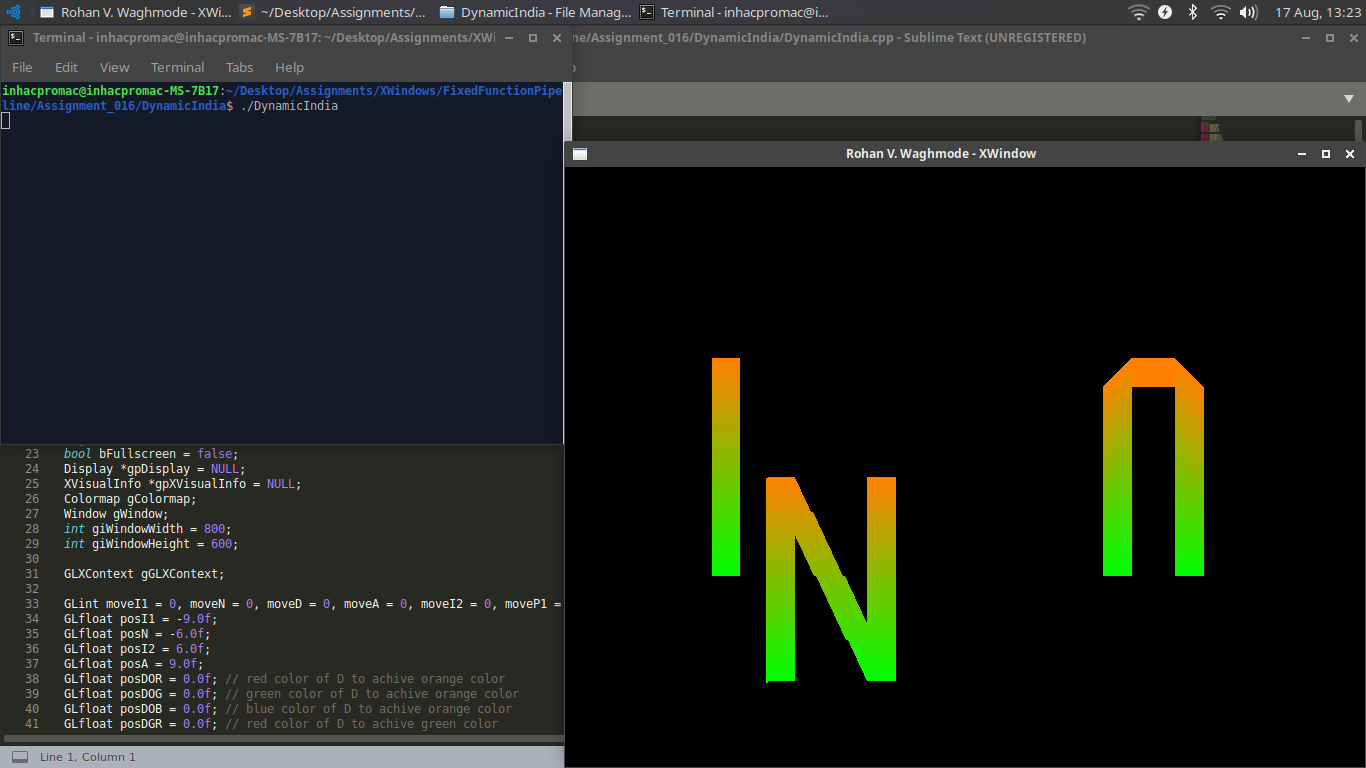 Rohan V. Waghmode - XWi...
~/Desktop/Assignments/...
DynamicIndia - File Manag...
Terminal - inhacpromac@i...
17 Aug, 13:23
Terminal - inhacpromac@inhacpromac-MS-7B17: ~/Desktop/Assignments/XWi
ne/Assignment_016/DynamicIndia/DynamicIndia.cpp - Sublime Text (UNREGISTERED)
File Edit View Terminal Tabs Help
inhacpromac@inhacpromac-MS-7B17:~/Desktop/Assignments/XWindows/FixedFunctionPipe
line/Assignment_016/DynamicIndia$ ./DynamicIndia
Rohan V. Waghmode - XWindow
I N
23 bool bFullscreen = false;
24 Display *gpDisplay = NULL;
25 XVisualInfo *gpXVisualInfo = NULL;
26 Colormap gColormap;
27 Window gWindow;
28 int giWindowWidth = 800;
29 int giWindowHeight = 600;
30
31 GLXContext gGLXContext;
32
33 GLint moveI1 = 0, moveN = 0, moveD = 0, moveA = 0, moveI2 = 0, moveP1 =
34 GLfloat posI1 = -9.0f;
35 GLfloat posN = -6.0f;
36 GLfloat posI2 = 6.0f;
37 GLfloat posA = 9.0f;
38 GLfloat posDOR = 0.0f; // red color of D to achive orange color
39 GLfloat posDOG = 0.0f; // green color of D to achive orange color
40 GLfloat posDOB = 0.0f; // blue color of D to achive orange color
41 GLfloat posDGR = 0.0f; // red color of D to achive green color
Line 1, Column 1